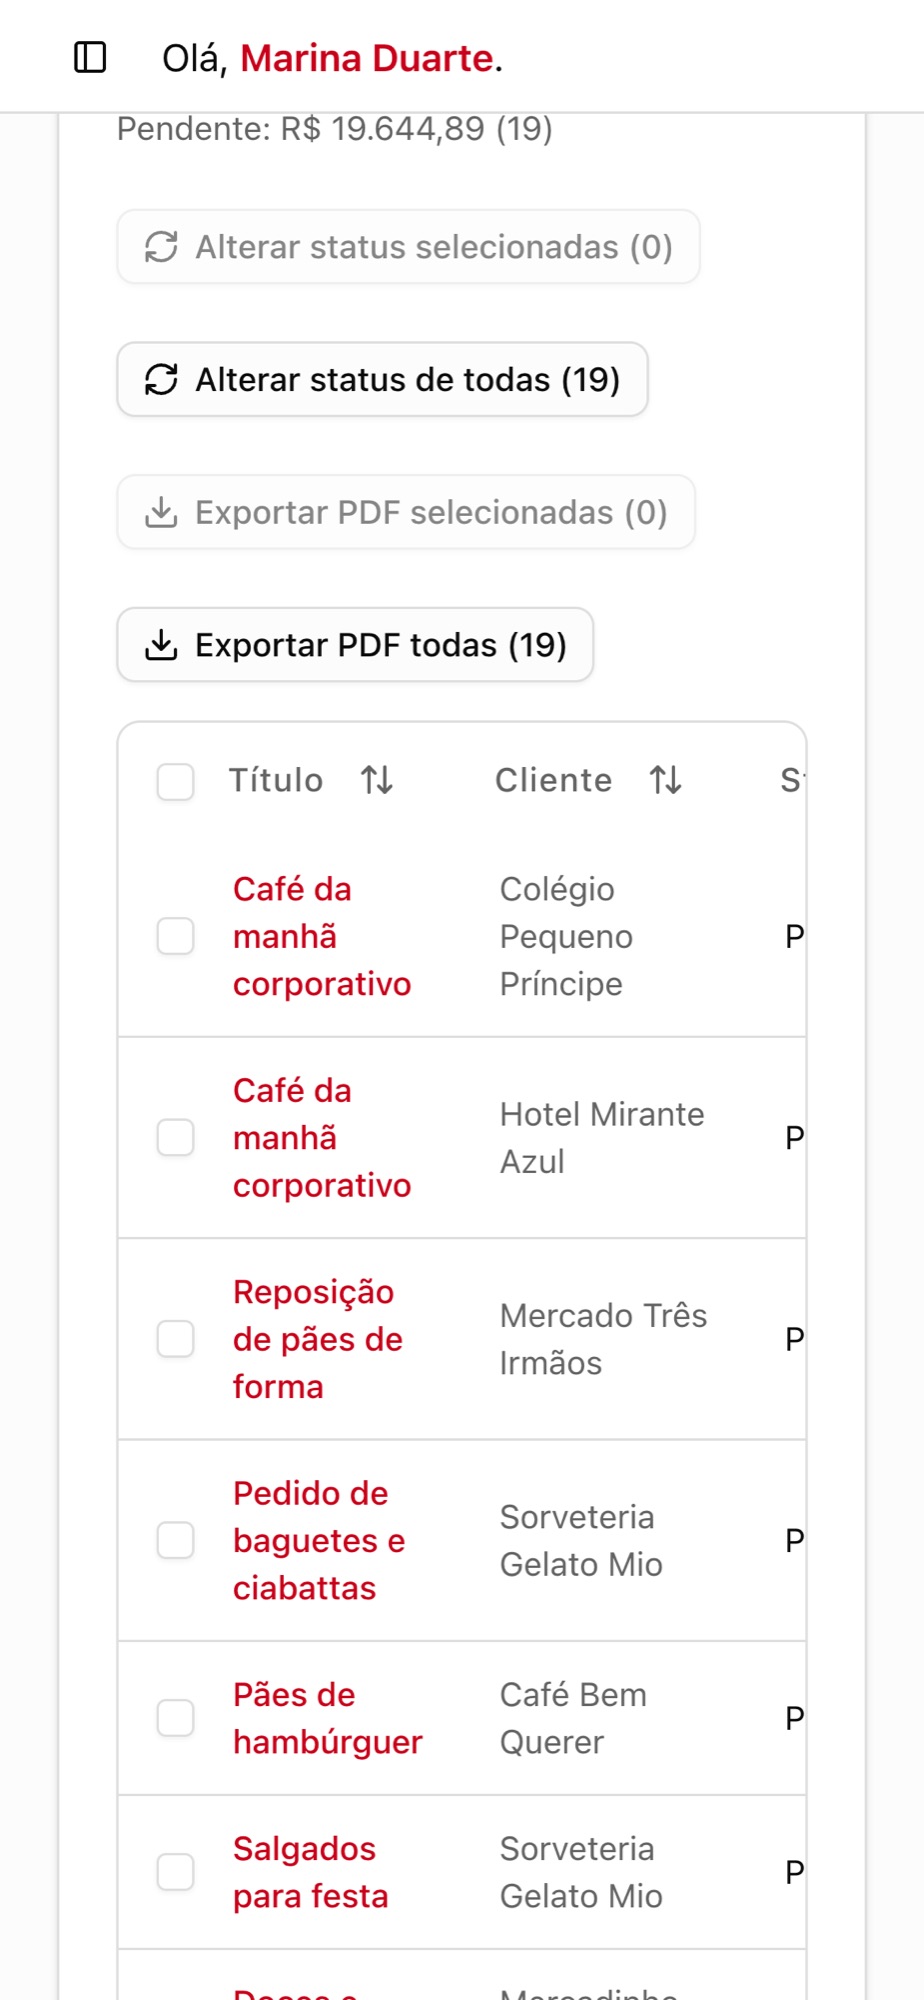 Olá, Marina Duarte.
Pendente: R$ 19.644,89 (19)
Alterar status selecionadas (0)
Alterar status de todas (19)
Exportar PDF selecionadas (0)
Exportar PDF todas (19)
Título Cliente
Café da
manhã
corporativo
Colégio
Pequeno
Príncipe
P
Café da
manhã
corporativo
Hotel Mirante
Azul
P
Reposição
de pães de
forma
Mercado Três
Irmãos
P
Pedido de
baguetes e
ciabattas
Sorveteria
Gelato Mio
P
Pães de
hambúrguer
Café Bem
Querer
P
Salgados
para festa
Sorveteria
Gelato Mio
P